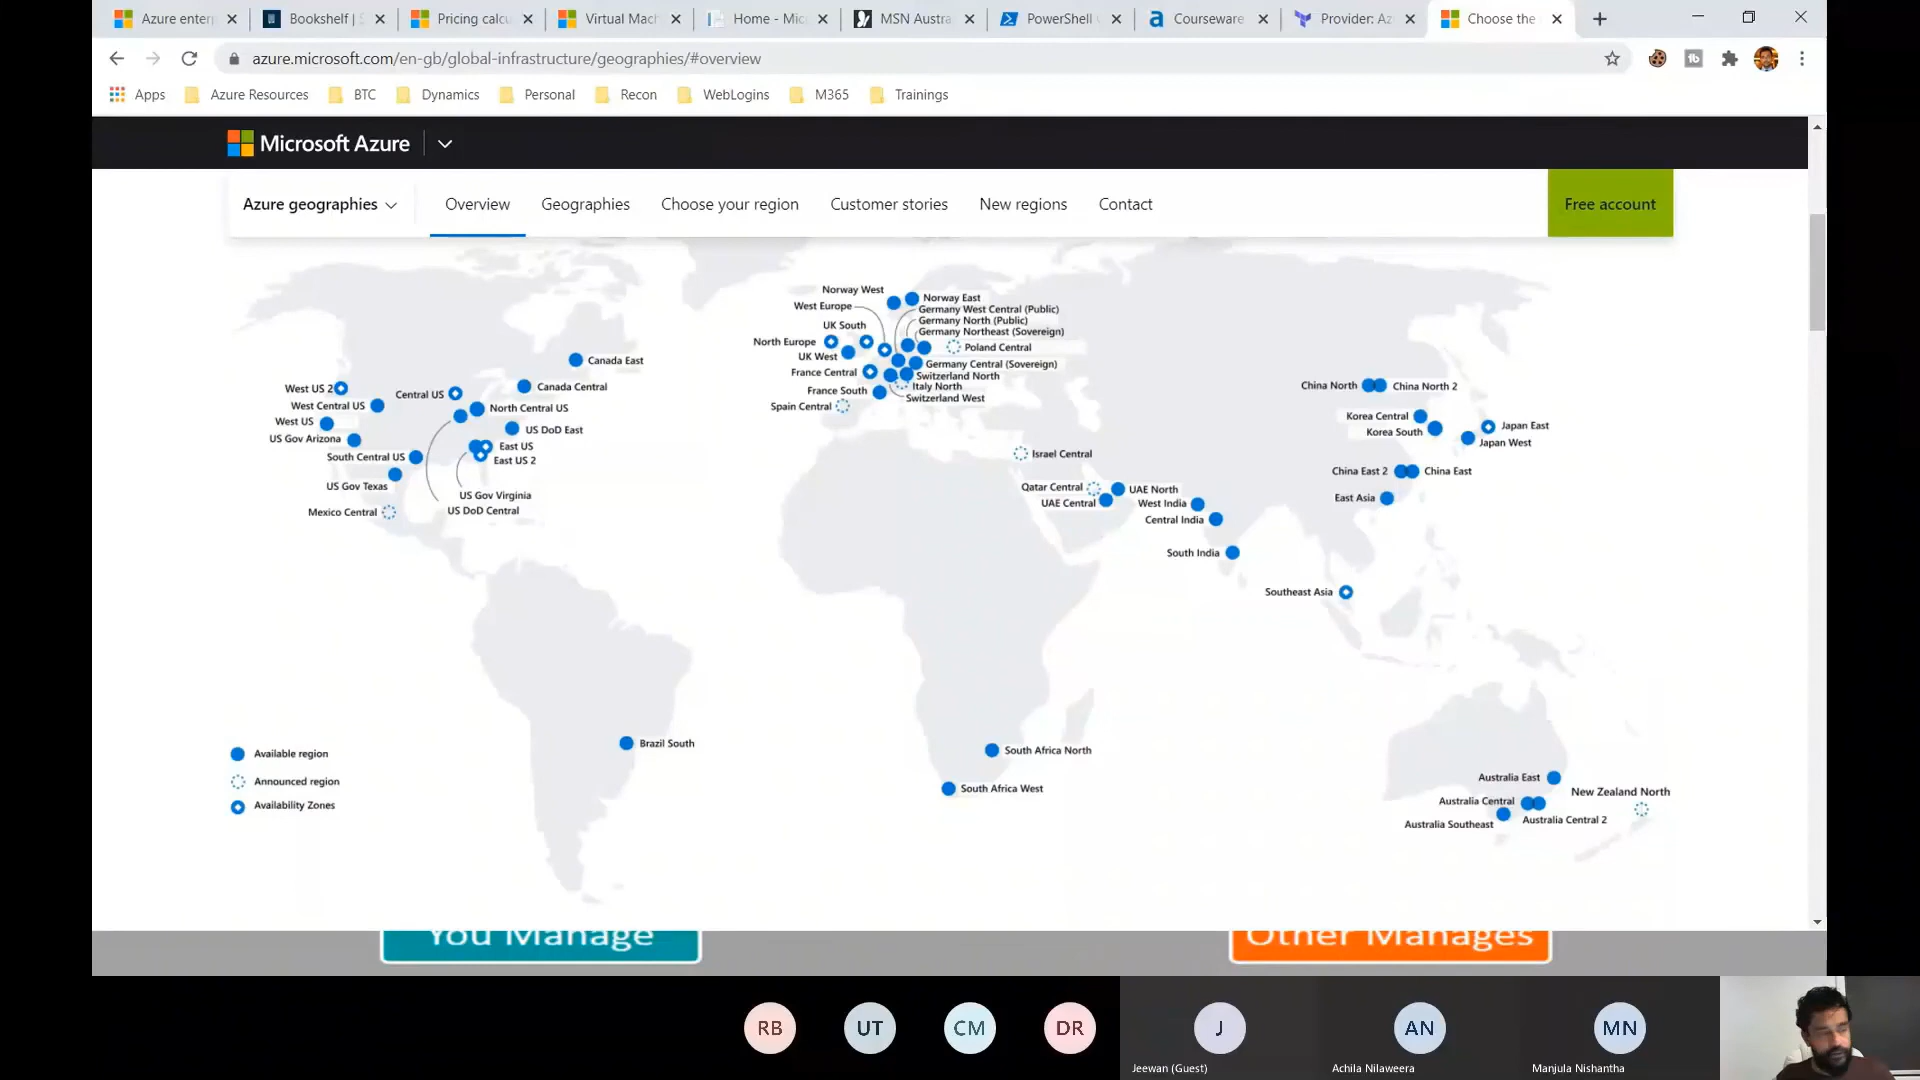 Azure enter
Bookshelf | S
Pricing calcu
Virtual Mach
Home - Mic
MSN Austra
PowerShell
Courseware
Provider: Az
Choose the
azure.microsoft.com/en-gb/global-infrastructure/geographies/#overview
Apps
Azure Resources
BTC
Dynamics
Personal
Recon
WebLogins
M365
Trainings
Microsoft Azure
Azure geographies
Overview
Geographies
Choose your region
Customer stories
New regions
Contact
Free account
Norway West
Norway East
West Europe
Germany West Central (Public)
Germany North (Public)
UK South
Germany Northeast (Sovereign)
North Europe
Poland Central
UK West
Germany Central (Sovereign)
France Central
Switzerland North
Italy North
France South
Switzerland West
Spain Central
Canada East
West US 2
Central US
Canada Central
West Central US
North Central US
West US
US DoD East
US Gov Arizona
East US
South Central US
East US 2
US Gov Texas
US Gov Virginia
Mexico Central
US DoD Central
China North
China North 2
Korea Central
Japan East
Korea South
Japan West
Israel Central
China East 2
China East
Qatar Central
UAE North
East Asia
UAE Central
West India
Central India
South India
Southeast Asia
Brazil South
South Africa North
South Africa West
Available region
Announced region
Availability Zones
Australia East
New Zealand North
Australia Central
Australia Central 2
Australia Southeast
You Manage
Other Manages
RB
UT
CM
DR
J
AN
MN
Jeewan (Guest)
Achila Nilaweera
Manjula Nishantha